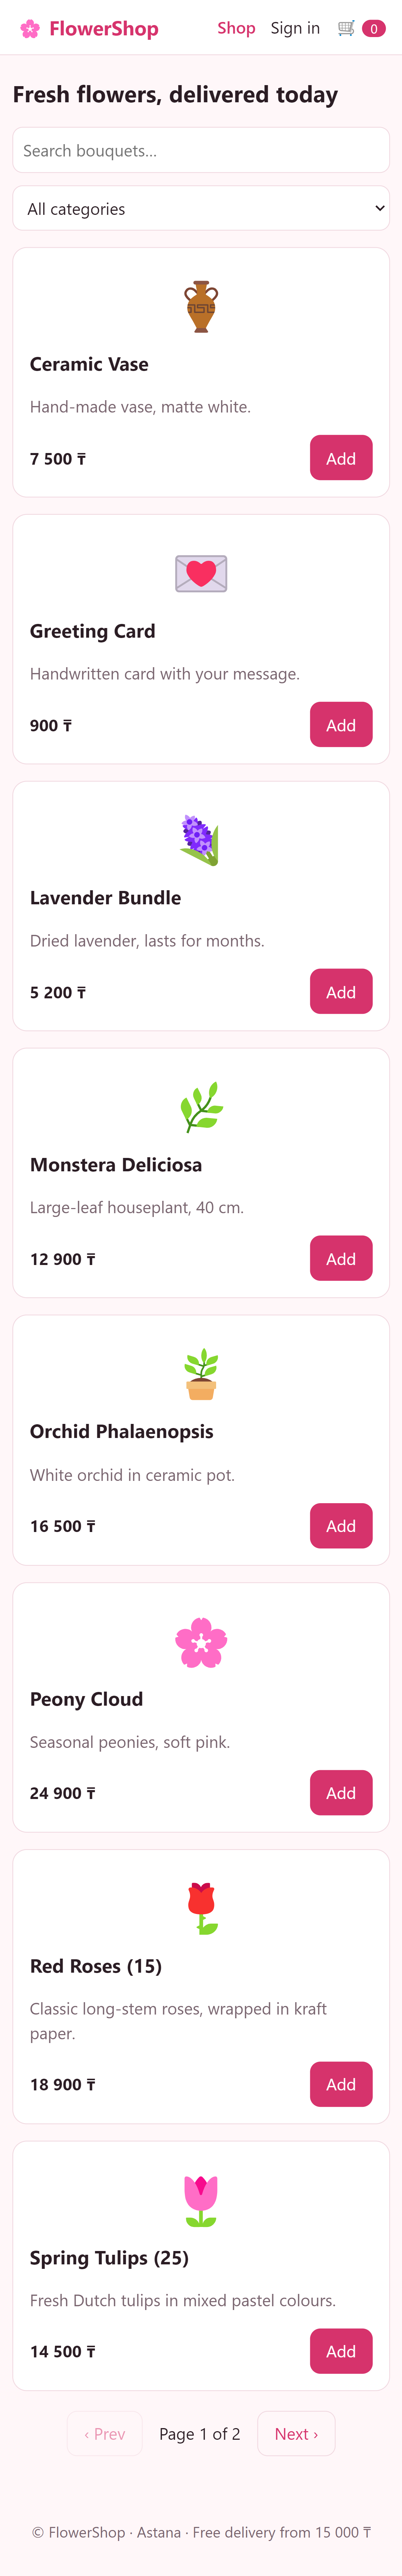 FlowerShop
Shop
Sign in
0
Fresh flowers, delivered today
Search bouquets...
All categories
Ceramic Vase
Hand-made vase, matte white.
7 500 ₸
Add
Greeting Card
Handwritten card with your message.
900 ₸
Add
Lavender Bundle
Dried lavender, lasts for months.
5 200 ₸
Add
Monstera Deliciosa
Large-leaf houseplant, 40 cm.
12 900 ₸
Add
Orchid Phalaenopsis
White orchid in ceramic pot.
16 500 ₸
Add
Peony Cloud
Seasonal peonies, soft pink.
24 900 ₸
Add
Red Roses (15)
Classic long-stem roses, wrapped in kraft
paper.
18 900 ₸
Add
Spring Tulips (25)
Fresh Dutch tulips in mixed pastel colours.
14 500 ₸
Add
‹ Prev
Page 1 of 2
Next ›
© FlowerShop · Astana · Free delivery from 15 000 ₸